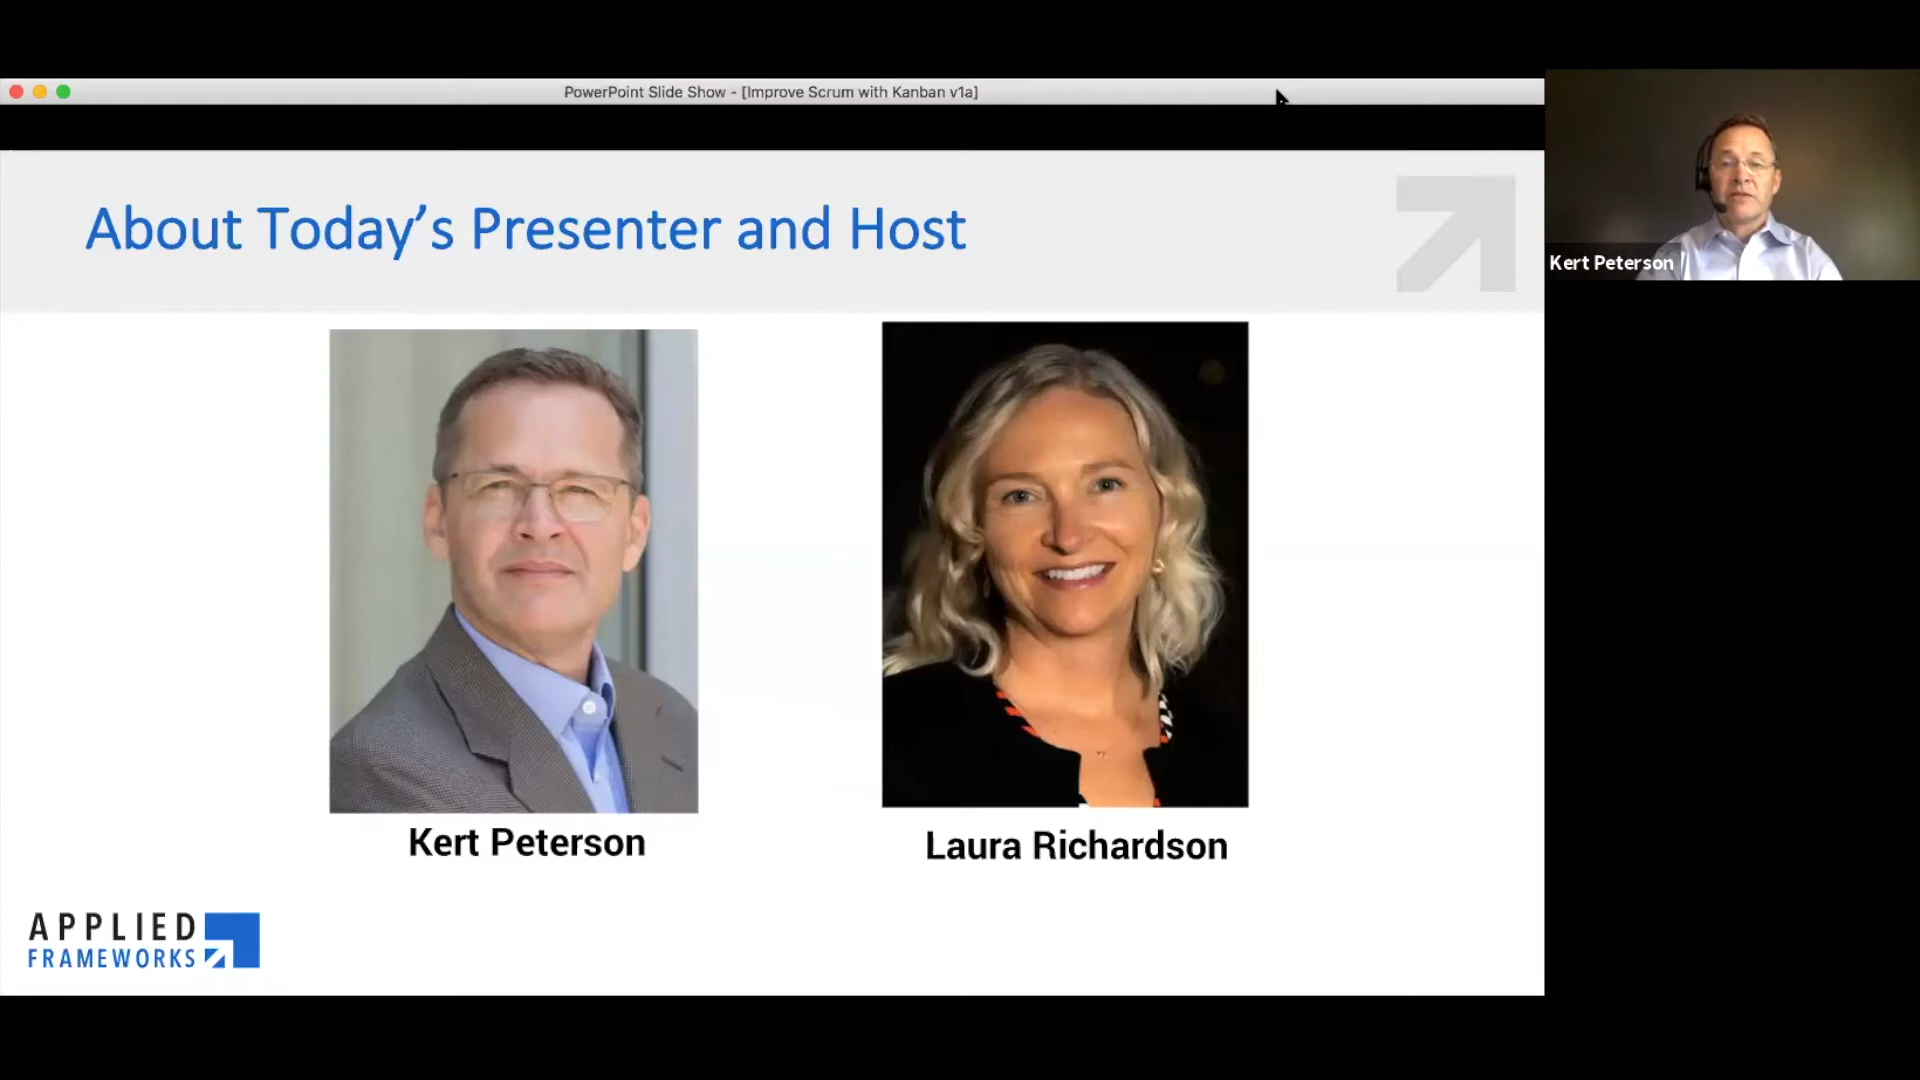 PowerPoint Slide Show - [Improve Scrum with Kanban v1a]
About Today’s Presenter and Host
Kert Peterson
Kert Peterson
Laura Richardson
APPLIED
FRAMEWORKS